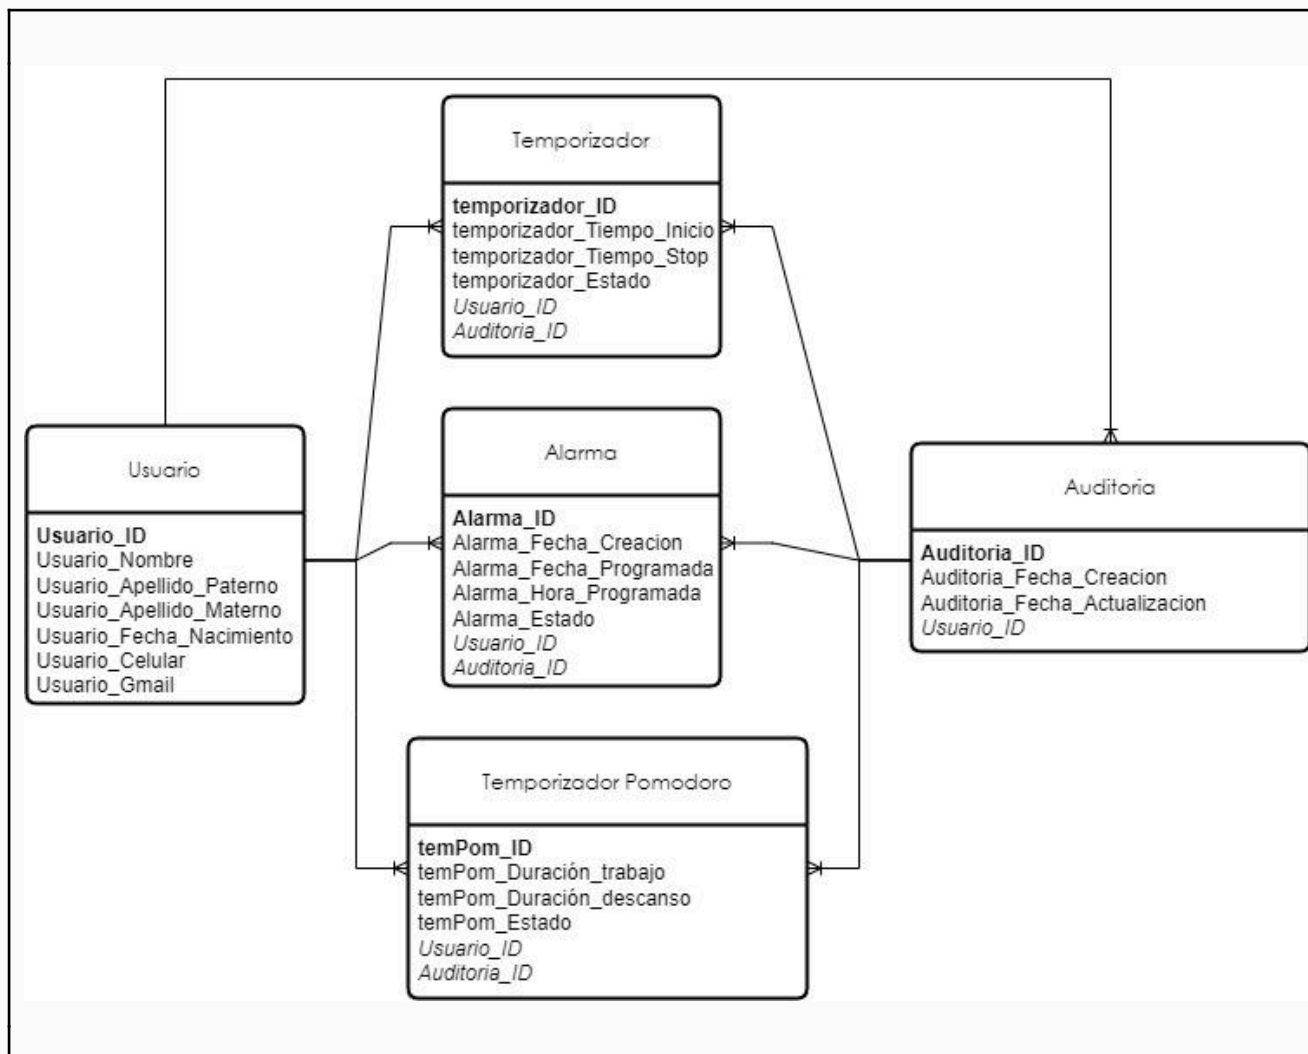 Temporizador
temporizador_ID
temporizador_Tiempo_Inicio
temporizador_Tiempo_Stop
temporizador_Estado
Usuario_ID
Auditoria_ID
Usuario
Usuario_ID
Usuario_Nombre
Usuario_Apellido_Paterno
Usuario_Apellido_Materno
Usuario_Fecha_Nacimiento
Usuario_Celular
Usuario_Gmail
Alarma
Alarma_ID
Alarma_Fecha_Creacion
Alarma_Fecha_Programada
Alarma_Hora_Programada
Alarma_Estado
Usuario_ID
Auditoria_ID
Auditoria
Auditoria_ID
Auditoria_Fecha_Creacion
Auditoria_Fecha_Actualizacion
Usuario_ID
Temporizador Pomodoro
temPom_ID
temPom_Duración_trabajo
temPom_Duración_descanso
temPom_Estado
Usuario_ID
Auditoria_ID